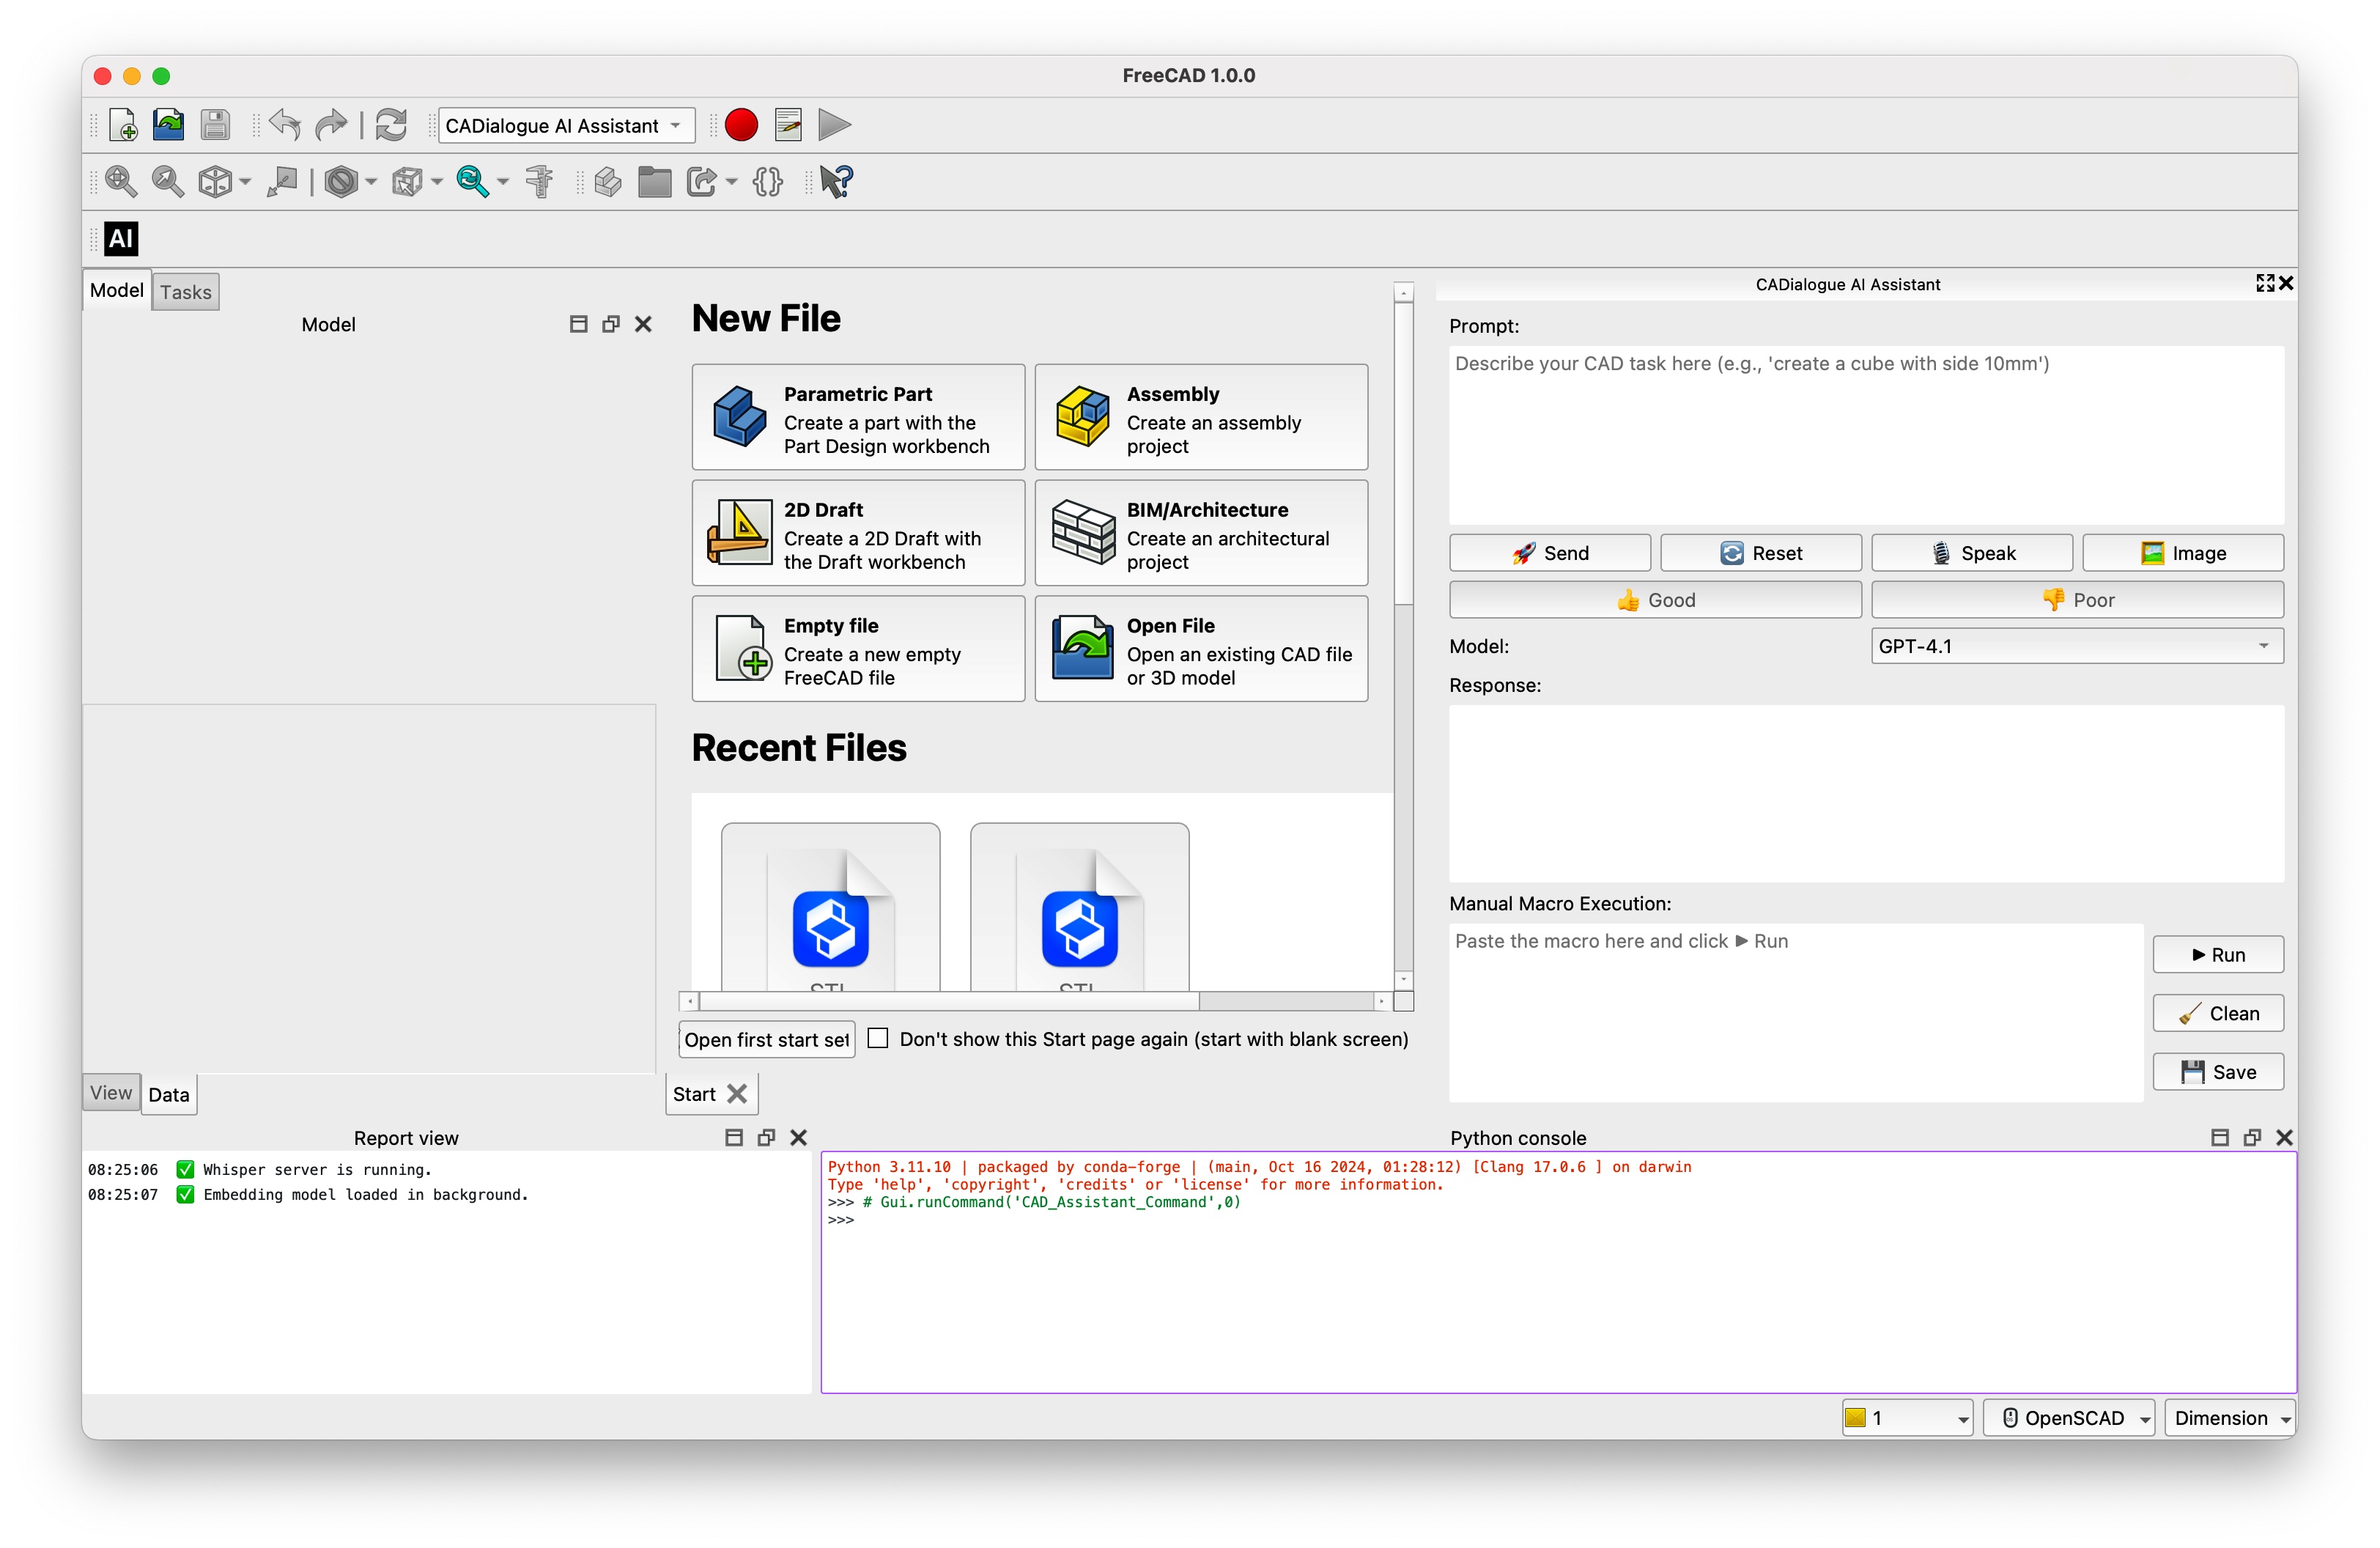 FreeCAD 1.0.0
CADialogue AI Assistant
AI
Model
Tasks
Model
New File
Parametric Part
Create a part with the
Part Design workbench
Assembly
Create an assembly
project
2D Draft
Create a 2D Draft with
the Draft workbench
BIM/Architecture
Create an architectural
project
Empty file
Create a new empty
FreeCAD file
Open File
Open an existing CAD file
or 3D model
Recent Files
STL
STL
Open first start set
Don't show this Start page again (start with blank screen)
View
Data
Start
CADialogue AI Assistant
Prompt:
Describe your CAD task here (e.g., 'create a cube with side 10mm')
🚀 Send
🔄 Reset
🎙️ Speak
🖼️ Image
👍 Good
👎 Poor
Model:
GPT-4.1
Response:
Manual Macro Execution:
Paste the macro here and click ▶ Run
▶ Run
🧹 Clean
💾 Save
Report view
08:25:06 ✅ Whisper server is running.
08:25:07 ✅ Embedding model loaded in background.
Python console
Python 3.11.10 | packaged by conda-forge | (main, Oct 16 2024, 01:28:12) [Clang 17.0.6 ] on darwin
Type 'help', 'copyright', 'credits' or 'license' for more information.
>>> # Gui.runCommand('CAD_Assistant_Command',0)
>>>
1
OpenSCAD
Dimension